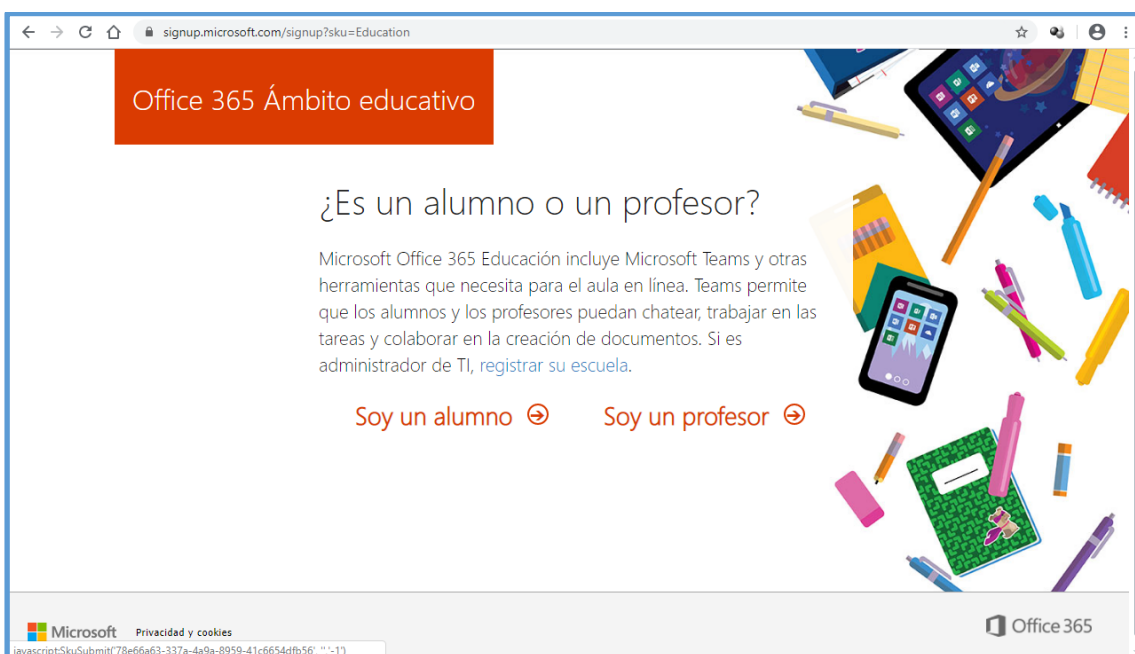 signup.microsoft.com/signup?sku=Education
Office 365 Ámbito educativo
¿Es un alumno o un profesor?
Microsoft Office 365 Educación incluye Microsoft Teams y otras
herramientas que necesita para el aula en línea. Teams permite
que los alumnos y los profesores puedan chatear, trabajar en las
tareas y colaborar en la creación de documentos. Si es
administrador de TI, registrar su escuela.
Soy un alumno
Soy un profesor
Microsoft Privacidad y cookies
Office 365
javascript:SkuSubmit('78e66a63-337a-4a9a-8959-41c6654dfb56', '','-1')